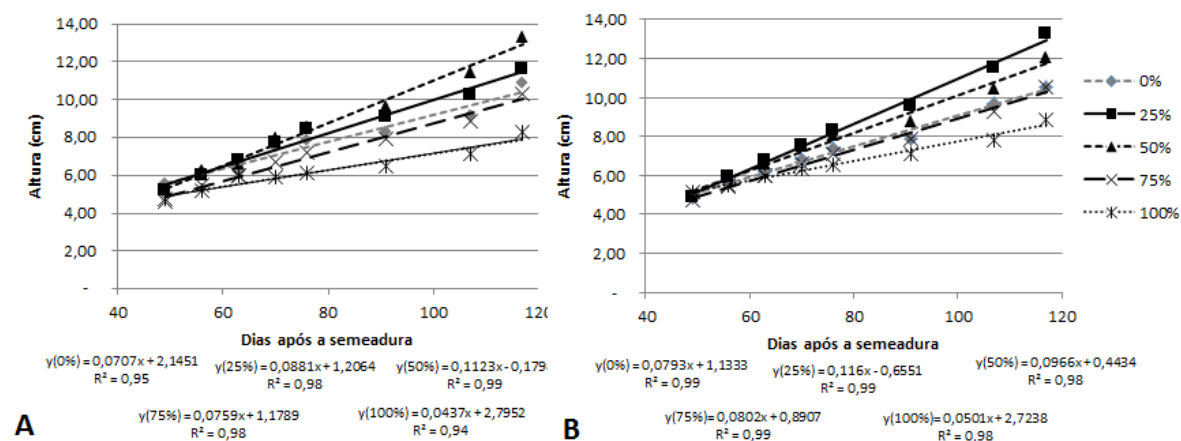 14,00
12,00
10,00
8,00
6,00
4,00
2,00
-
Altura (cm)
40 60 80 100 120
Dias após a semeadura
y(0%) = 0,0707x + 2,1451
R² = 0,95
y(25%) = 0,0881x + 1,2064
R² = 0,98
y(50%) = 0,1123x - 0,179
R² = 0,99
y(75%) = 0,0759x + 1,1789
R² = 0,98
y(100%) = 0,0437x + 2,7952
R² = 0,94
A
14,00
12,00
10,00
8,00
6,00
4,00
2,00
-
Altura (cm)
40 60 80 100 120
Dias após a semeadura
y(0%) = 0,0793x + 1,1333
R² = 0,99
y(25%) = 0,116x - 0,6551
R² = 0,99
y(50%) = 0,0966x + 0,4434
R² = 0,98
y(75%) = 0,0802x + 0,8907
R² = 0,99
y(100%) = 0,0501x + 2,7238
R² = 0.98
B
0%
25%
50%
75%
100%